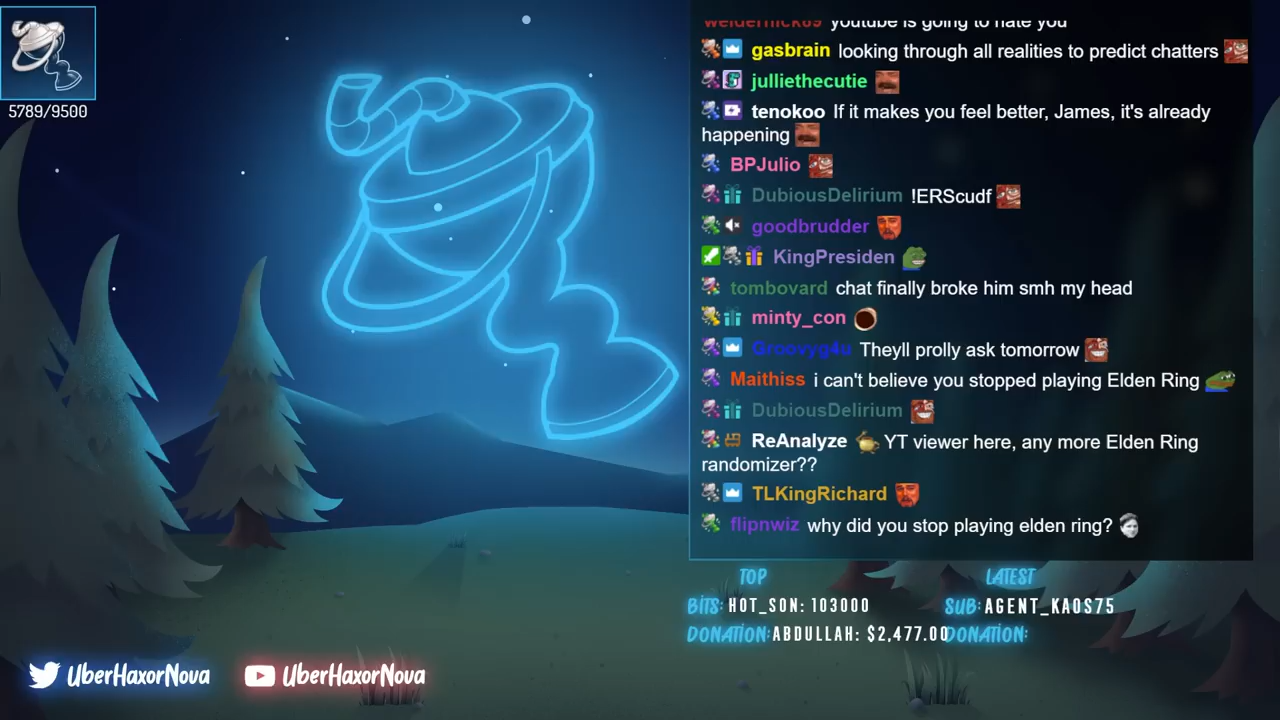 5789/9500
weldernick89 youtube is going to hate you
gasbrain looking through all realities to predict chatters
julliethecutie
tenokoo If it makes you feel better, James, it's already
happening
BPJulio
DubiousDelirium !ERScudf
goodbrudder
KingPresiden
tombovard chat finally broke him smh my head
minty_con
Groovyg4u Theyll prolly ask tomorrow
Maithiss i can't believe you stopped playing Elden Ring
DubiousDelirium
ReAnalyze YT viewer here, any more Elden Ring
randomizer??
TLKingRichard
flipnwiz why did you stop playing elden ring?
TOP
BITS: HOT_SON: 103000
DONATION: ABDULLAH: $2,477.00
LATEST
SUB: AGENT_KAOS75
DONATION:
UberHaxorNova
UberHaxorNova